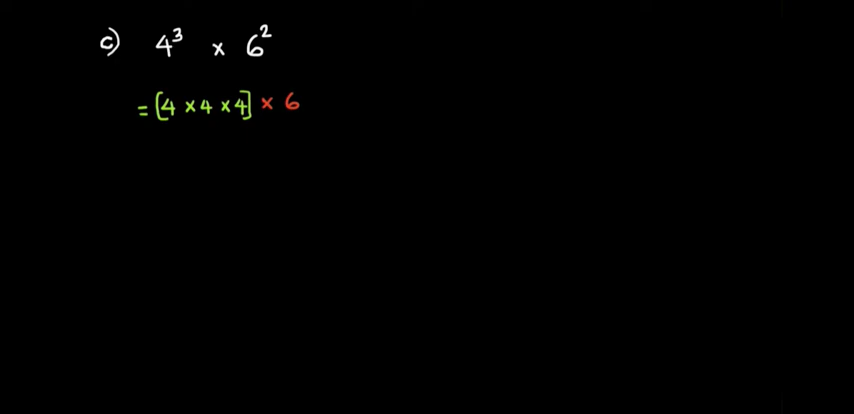 c) 4³ × 6²
= [4 × 4 × 4] × 6